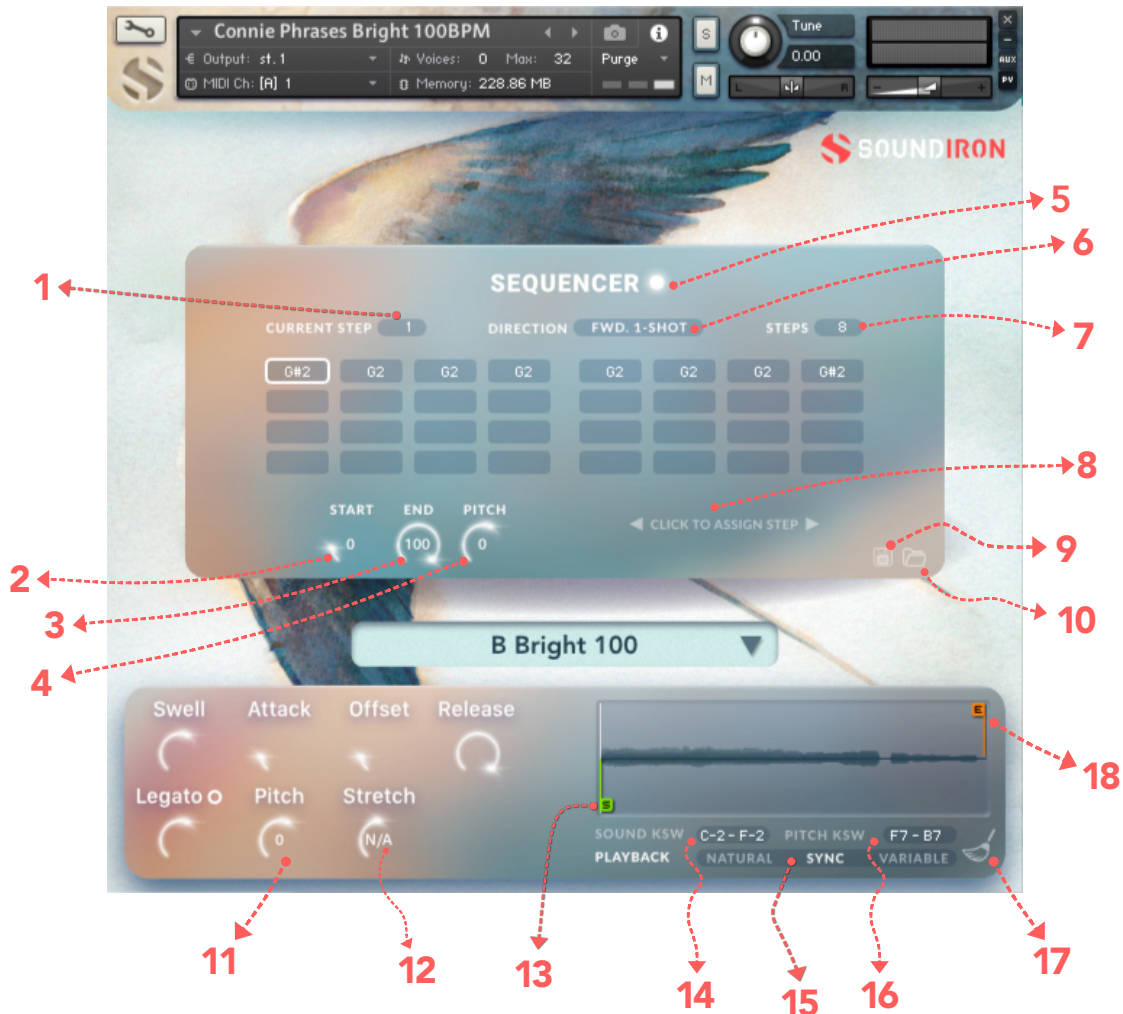 Connie Phrases Bright 100BPM
S
Tune
Output: st.1
Voices: 0 Max: 32
Purge
0.00
AUX
MIDI Ch: [A] 1
Memory: 228.86 MB
M
L
R
PV
SOUNDIRON
5
6
1
SEQUENCER
CURRENT STEP 1
DIRECTION FWD. 1-SHOT
STEPS 8
7
G#2 G2 G2 G2 G2 G2 G2 G#2
8
START END PITCH
CLICK TO ASSIGN STEP
0 100 0
9
2
3
10
4
B Bright 100
Swell Attack Offset Release
E
18
Legato Pitch Stretch
S
0 N/A
SOUND KSW C-2 - F-2 PITCH KSW F7 - B7
PLAYBACK NATURAL SYNC VARIABLE
11
12
13
14
15
16
17